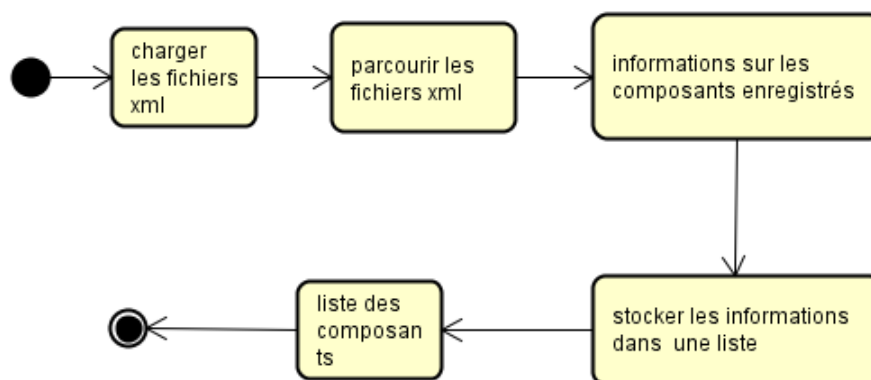 charger
les fichiers
xml
parcourir les
fichiers xml
informations sur les
composants enregistrés
stocker les informations
dans  une liste
liste des
composan
ts